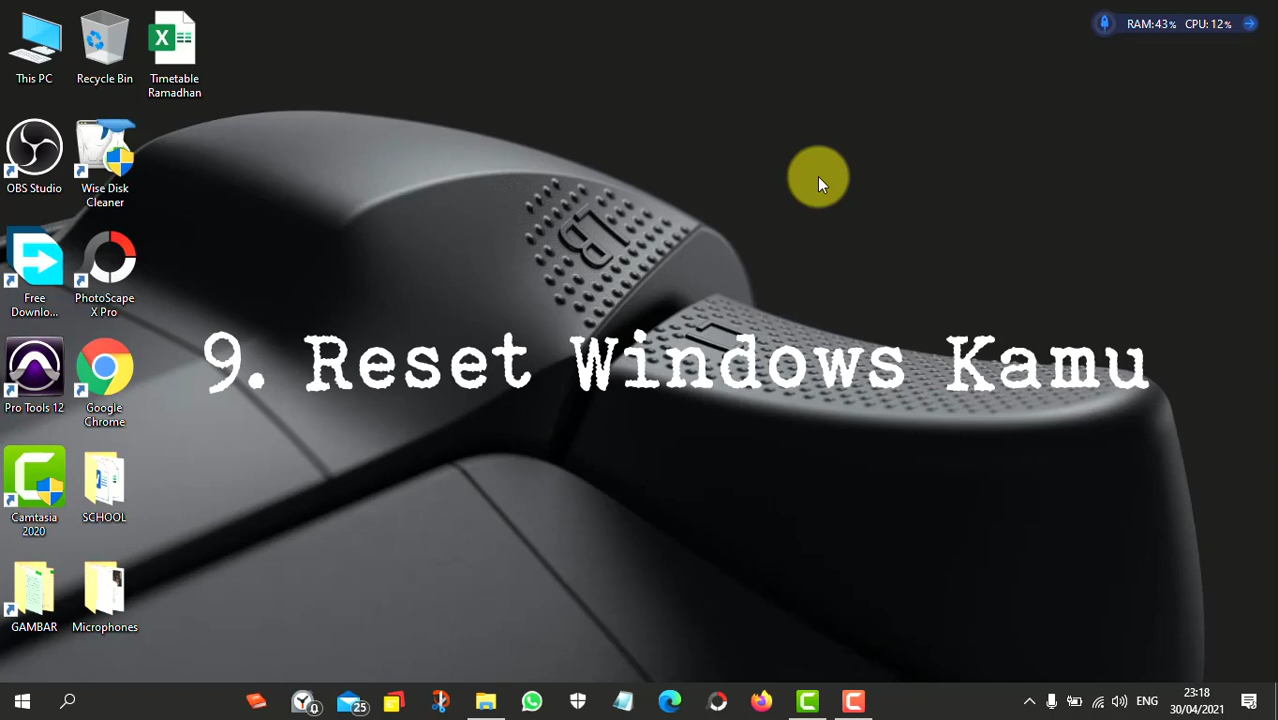 RAM:43% CPU:12%
This PC
Recycle Bin
Timetable
Ramadhan
OBS Studio
Wise Disk
Cleaner
Free
Downlo...
PhotoScape
X Pro
Pro Tools 12
Google
Chrome
9. Reset Windows Kamu
Camtasia
2020
SCHOOL
GAMBAR
Microphones
0
25
ENG
23:18
30/04/2021